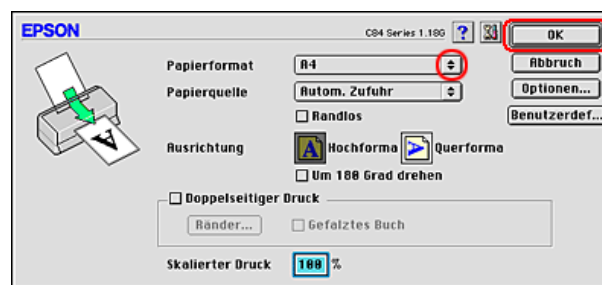 EPSON
C84 Series 1.18G ? OK
Papierformat A4 Abbruch
Papierquelle Autom. Zufuhr Optionen...
Randlos Benutzerdef...
Ausrichtung A Hochforma A Querforma
Um 180 Grad drehen
Doppelseitiger Druck
Ränder... Gefalztes Buch
Skalierter Druck 100 %
A